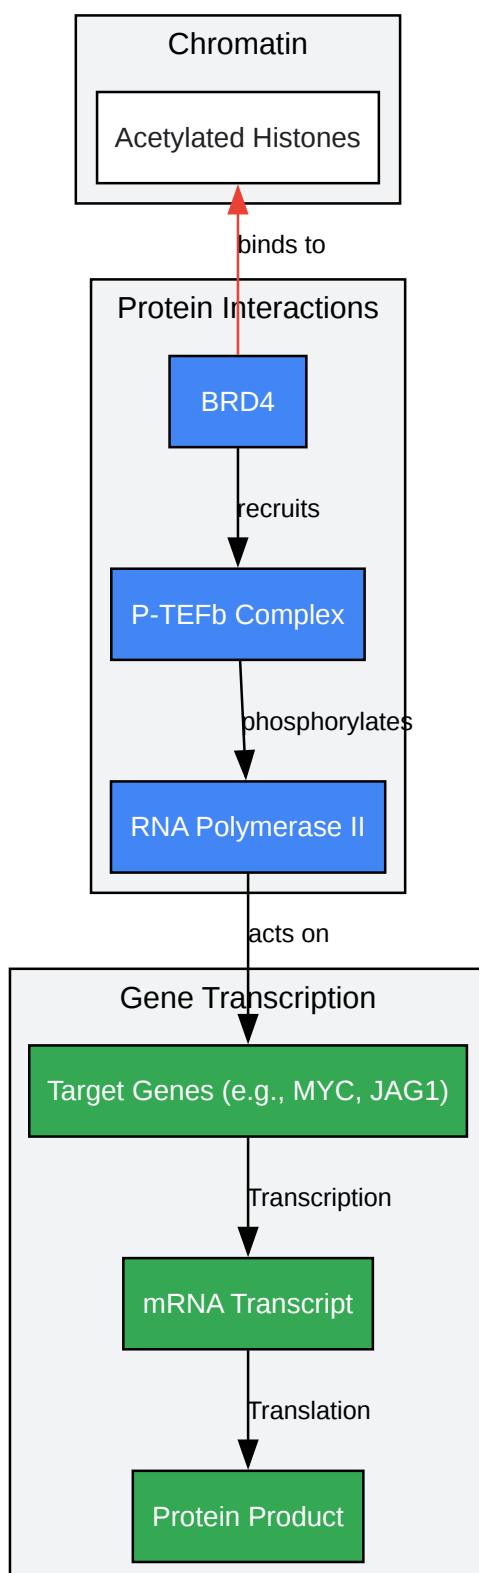 Chromatin
Acetylated Histones
binds to
Protein Interactions
BRD4
recruits
P-TEFb Complex
phosphorylates
RNA Polymerase II
acts on
Gene Transcription
Target Genes (e.g., MYC, JAG1)
Transcription
mRNA Transcript
Translation
Protein Product